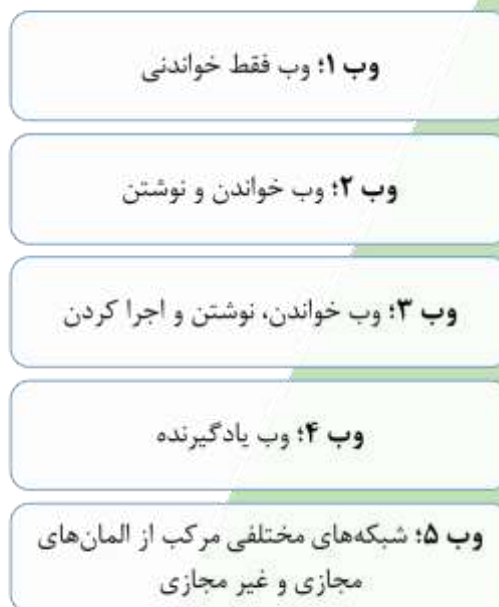 وب ۱؛ وب فقط خواندنی
وب ۲؛ وب خواندن و نوشتن
وب ۳؛ وب خواندن، نوشتن و اجرا کردن
وب ۴؛ وب یادگیرنده
وب ۵؛ شبکه‌های مختلفی مرکب از المان‌های
مجازی و غیر مجازی